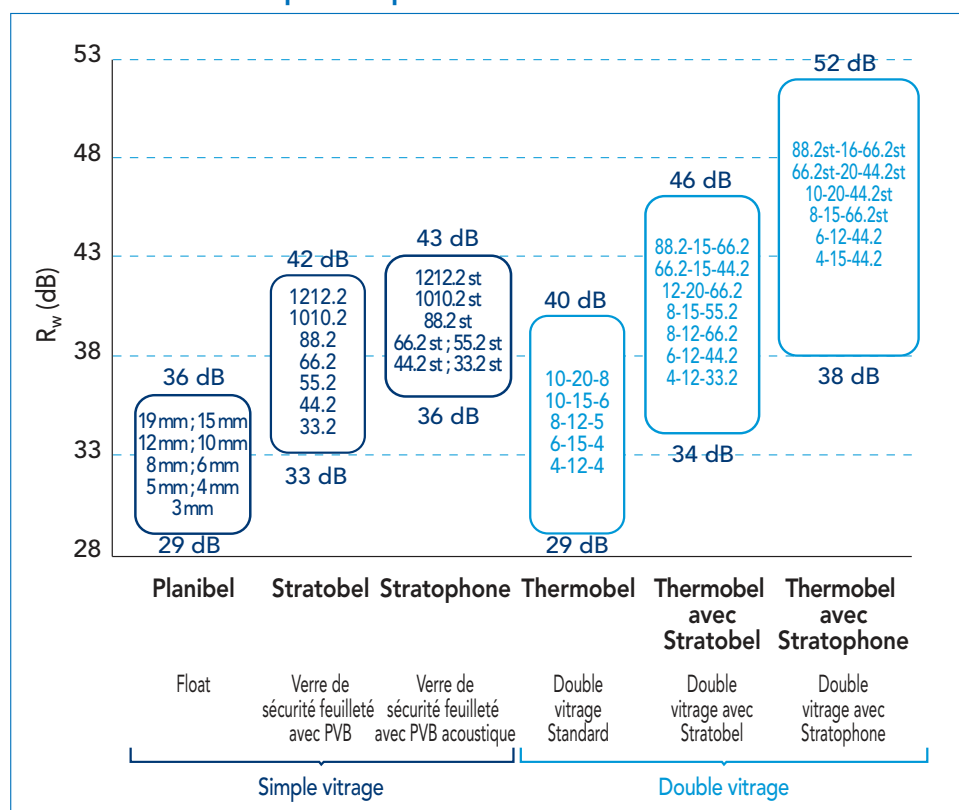 53
48
43
38
33
28
Rw (dB)
36 dB
19 mm ; 15 mm
12 mm ; 10 mm
8 mm ; 6 mm
5 mm ; 4 mm
3 mm
29 dB
42 dB
1212.2
1010.2
88.2
66.2
55.2
44.2
33.2
33 dB
43 dB
1212.2 st
1010.2 st
88.2 st
66.2 st ; 55.2 st
44.2 st ; 33.2 st
36 dB
40 dB
10-20-8
10-15-6
8-12-5
6-15-4
4-12-4
29 dB
46 dB
88.2-15-66.2
66.2-15-44.2
12-20-66.2
8-15-55.2
8-12-66.2
6-12-44.2
4-12-33.2
34 dB
52 dB
88.2st-16-66.2st
66.2st-20-44.2st
10-20-44.2st
8-15-66.2st
6-12-44.2
4-15-44.2
38 dB
Planibel
Stratobel
Stratophone
Thermobel
Thermobel
avec
Stratobel
Thermobel
avec
Stratophone
Float
Verre de
sécurité feuilleté
avec PVB
Verre de
sécurité feuilleté
avec PVB acoustique
Double
vitrage
Standard
Double
vitrage avec
Stratobel
Double
vitrage avec
Stratophone
Simple vitrage
Double vitrage